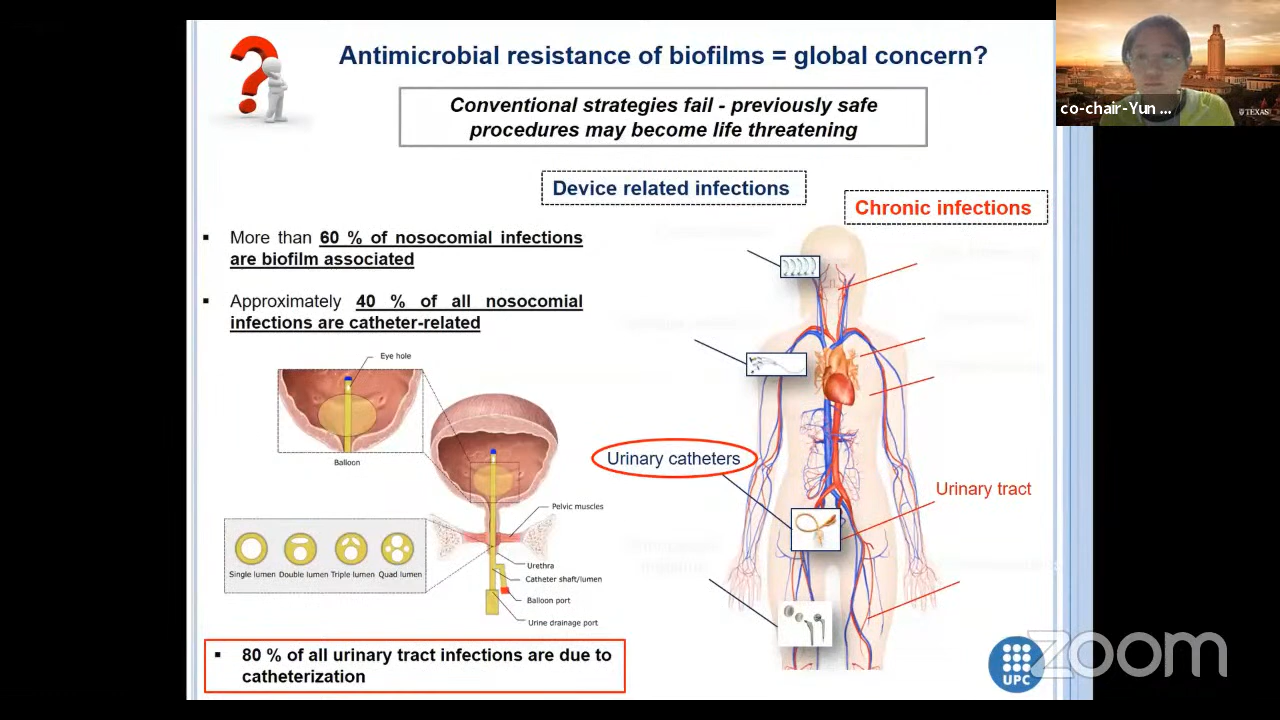 Antimicrobial resistance of biofilms = global concern?
Conventional strategies fail - previously safe
procedures may become life threatening
co-chair-Yun ...
TEXAS
Device related infections
Chronic infections
▪ More than 60 % of nosocomial infections
are biofilm associated
▪ Approximately 40 % of all nosocomial
infections are catheter-related
Eye hole
Balloon
Pelvic muscles
Single lumen Double lumen Triple lumen Quad lumen
Urethra
Catheter shaft/lumen
Balloon port
Urine drainage port
Urinary catheters
Urinary tract
▪ 80 % of all urinary tract infections are due to
catheterization
UPC
zoom